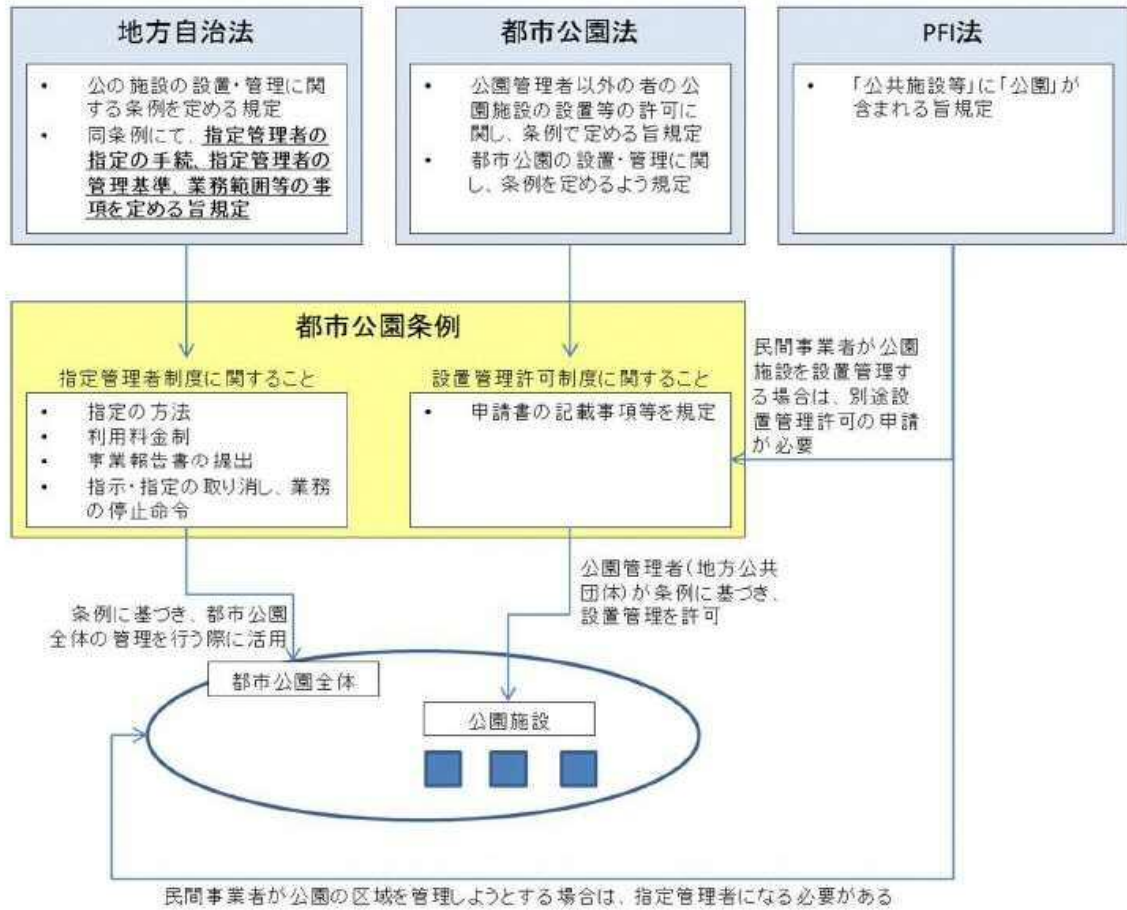 地方自治法
• 公の施設の設置・管理に関
する条例を定める規定
• 同条例にて、指定管理者の
指定の手続、指定管理者の
管理基準、業務範囲等の事
項を定める旨規定
都市公園法
• 公園管理者以外の者の公
園施設の設置等の許可に
関し、条例で定める旨規定
• 都市公園の設置・管理に関
し、条例を定めるよう規定
PFI法
• 「公共施設等」に「公園」が
含まれる旨規定
都市公園条例
指定管理者制度に関すること
• 指定の方法
• 利用料金制
• 事業報告書の提出
• 指示・指定の取り消し、業務
の停止命令
設置管理許可制度に関すること
• 申請書の記載事項等を規定
民間事業者が公園
施設を設置管理す
る場合は、別途設
置管理許可の申請
が必要
条例に基づき、都市公園
全体の管理を行う際に活用
公園管理者(地方公共
団体)が条例に基づき、
設置管理を許可
都市公園全体
公園施設
民間事業者が公園の区域を管理しようとする場合は、指定管理者になる必要がある